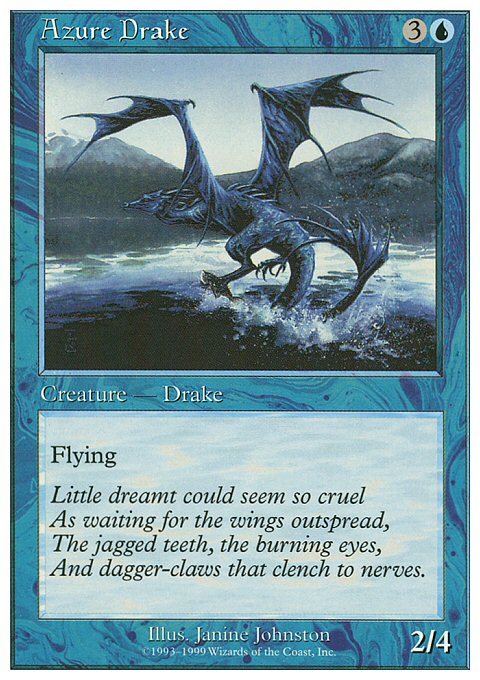 Azure Drake
3
Creature — Drake
Flying
Little dreamt could seem so cruel
As waiting for the wings outspread,
The jagged teeth, the burning eyes,
And dagger-claws that clench to nerves.
Illus. Janine Johnston
©1993–1999 Wizards of the Coast, Inc.
2/4